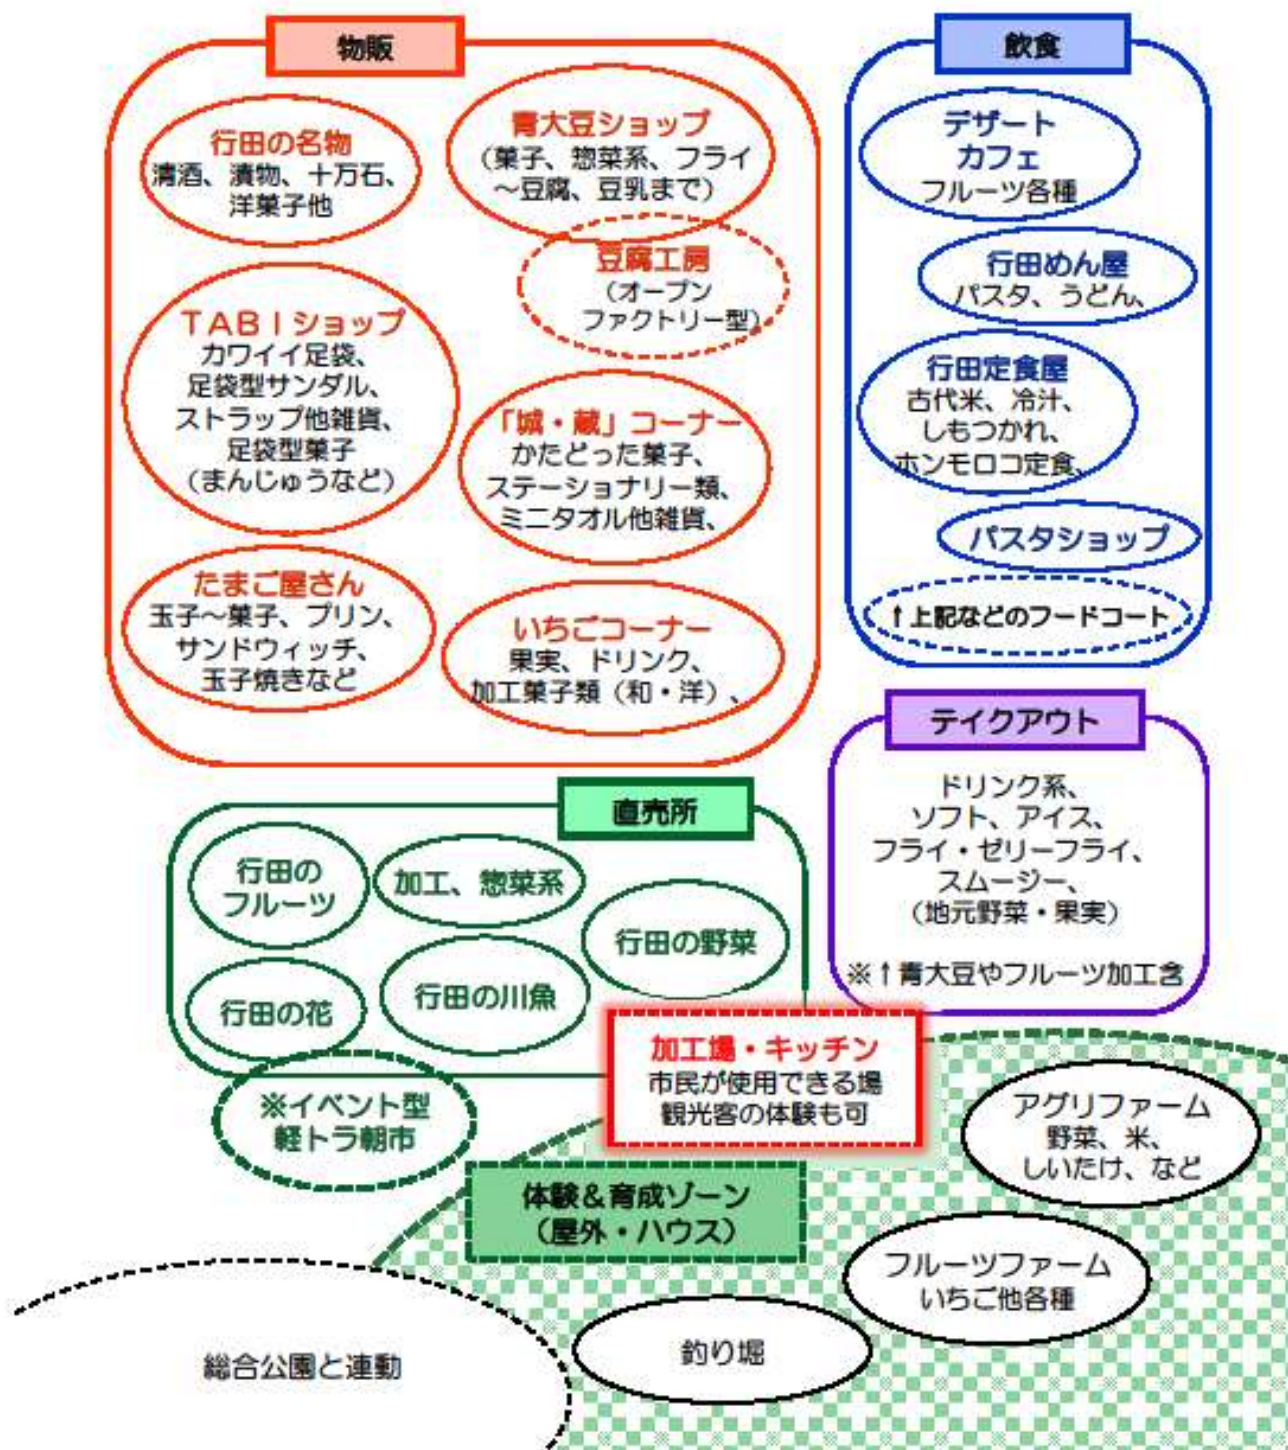 物販
行田の名物
清酒、漬物、十万石、
洋菓子他
青大豆ショップ
(菓子、惣菜系、フライ
～豆腐、豆乳まで)
豆腐工房
(オープン
ファクトリー型)
TABIショップ
カワイイ足袋、
足袋型サンダル、
ストラップ他雑貨、
足袋型菓子
(まんじゅうなど)
「城・蔵」コーナー
かたどった菓子、
ステーショナリー類、
ミニタオル他雑貨、
たまご屋さん
玉子～菓子、プリン、
サンドウィッチ、
玉子焼きなど
いちごコーナー
果実、ドリンク、
加工菓子類(和・洋)、
飲食
デザート
カフェ
フルーツ各種
行田めん屋
パスタ、うどん、
行田定食屋
古代米、冷汁、
しもつかれ、
ホンモロコ定食、
パスタショップ
↑上記などのフードコート
テイクアウト
ドリンク系、
ソフト、アイス、
フライ・ゼリーフライ、
スムージー、
(地元野菜・果実)
※↑青大豆やフルーツ加工含
直売所
行田の
フルーツ
加工、惣菜系
行田の野菜
行田の花
行田の川魚
※イベント型
軽トラ朝市
加工場・キッチン
市民が使用できる場
観光客の体験も可
体験&育成ゾーン
(屋外・ハウス)
アグリファーム
野菜、米、
しいたけ、など
フルーツファーム
いちご他各種
釣り堀
総合公園と連動